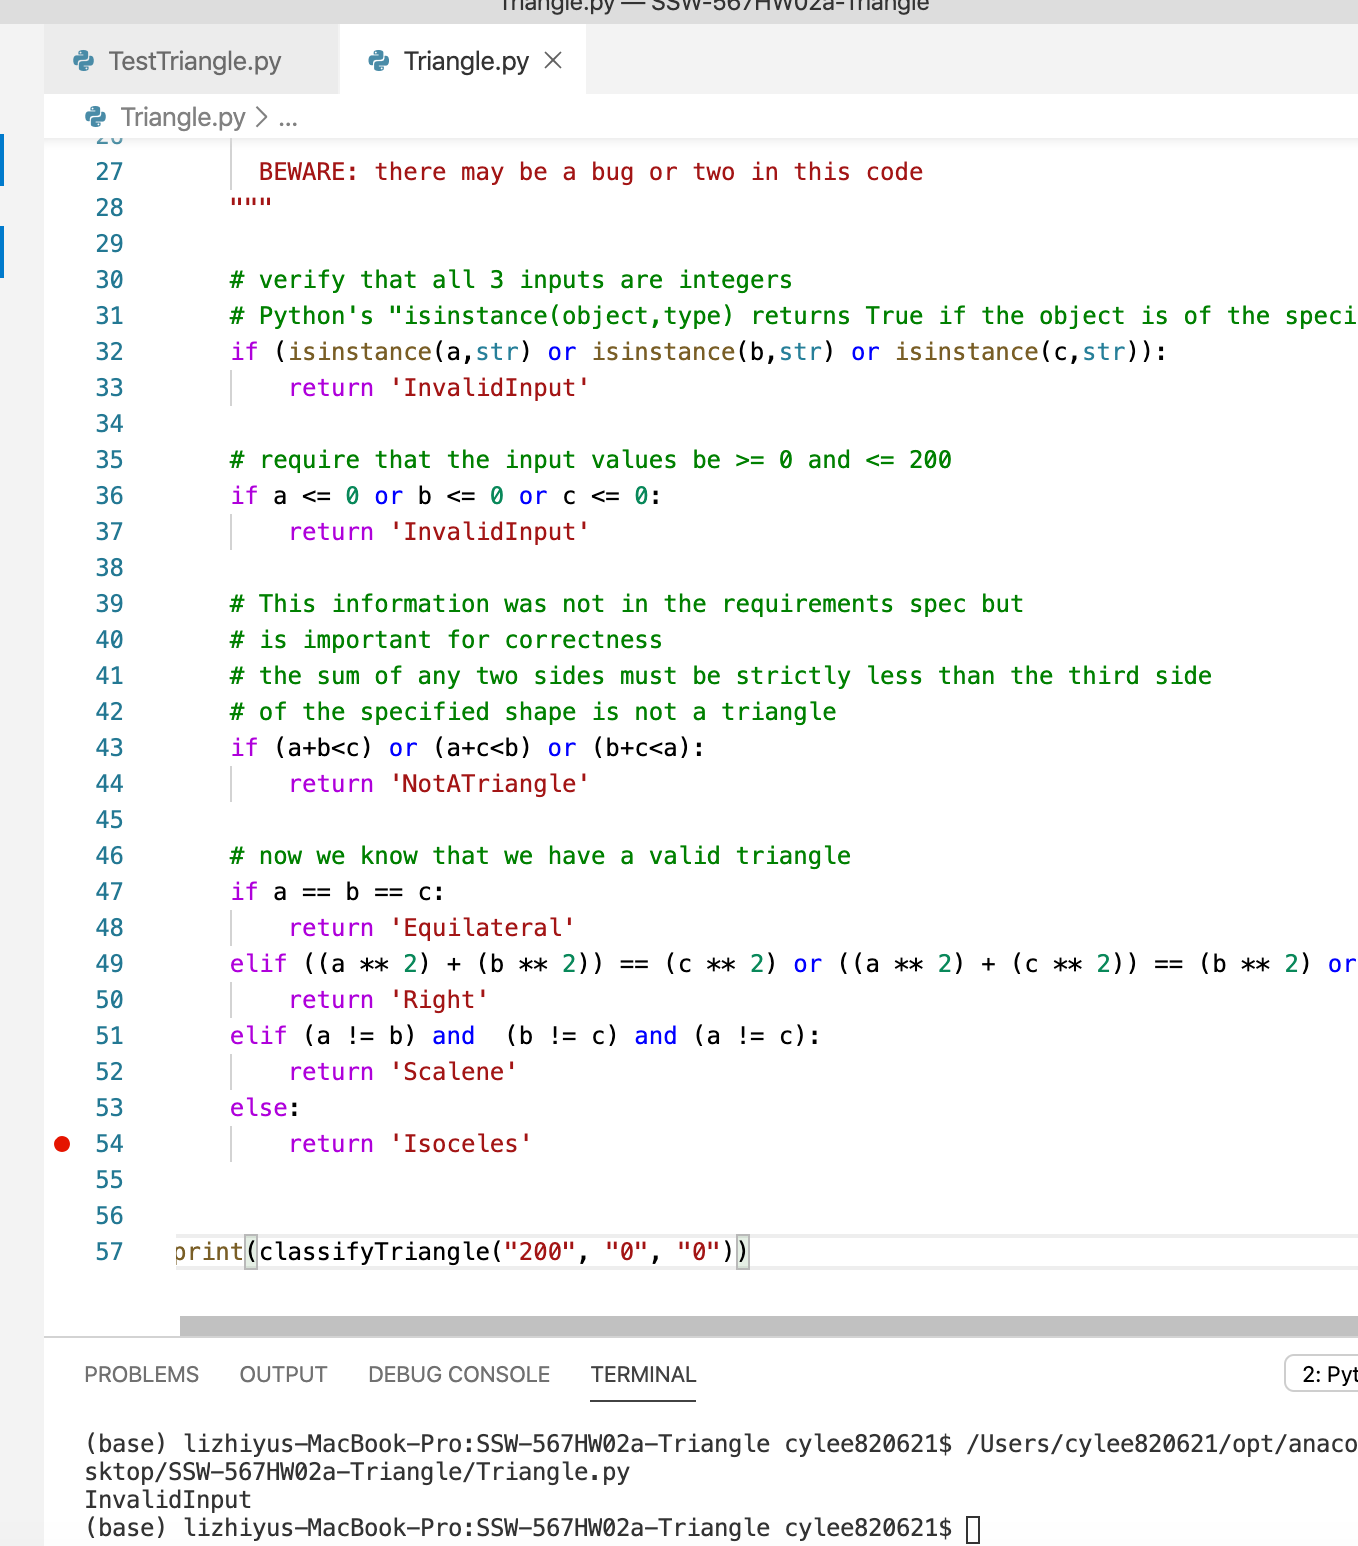 Triangle.py — SSW-567HW02a-Triangle
TestTriangle.py
Triangle.py
Triangle.py > ...
26
27 BEWARE: there may be a bug or two in this code
28 """
29
30 # verify that all 3 inputs are integers
31 # Python's "isinstance(object,type) returns True if the object is of the speci
32 if (isinstance(a,str) or isinstance(b,str) or isinstance(c,str)):
33 return 'InvalidInput'
34
35 # require that the input values be >= 0 and <= 200
36 if a <= 0 or b <= 0 or c <= 0:
37 return 'InvalidInput'
38
39 # This information was not in the requirements spec but
40 # is important for correctness
41 # the sum of any two sides must be strictly less than the third side
42 # of the specified shape is not a triangle
43 if (a+b<c) or (a+c<b) or (b+c<a):
44 return 'NotATriangle'
45
46 # now we know that we have a valid triangle
47 if a == b == c:
48 return 'Equilateral'
49 elif ((a ** 2) + (b ** 2)) == (c ** 2) or ((a ** 2) + (c ** 2)) == (b ** 2) or
50 return 'Right'
51 elif (a != b) and  (b != c) and (a != c):
52 return 'Scalene'
53 else:
54 return 'Isoceles'
55
56
57 print(classifyTriangle("200", "0", "0"))
PROBLEMS OUTPUT DEBUG CONSOLE TERMINAL 2: Pyt
(base) lizhiyus-MacBook-Pro:SSW-567HW02a-Triangle cylee820621$ /Users/cylee820621/opt/anaco
sktop/SSW-567HW02a-Triangle/Triangle.py
InvalidInput
(base) lizhiyus-MacBook-Pro:SSW-567HW02a-Triangle cylee820621$